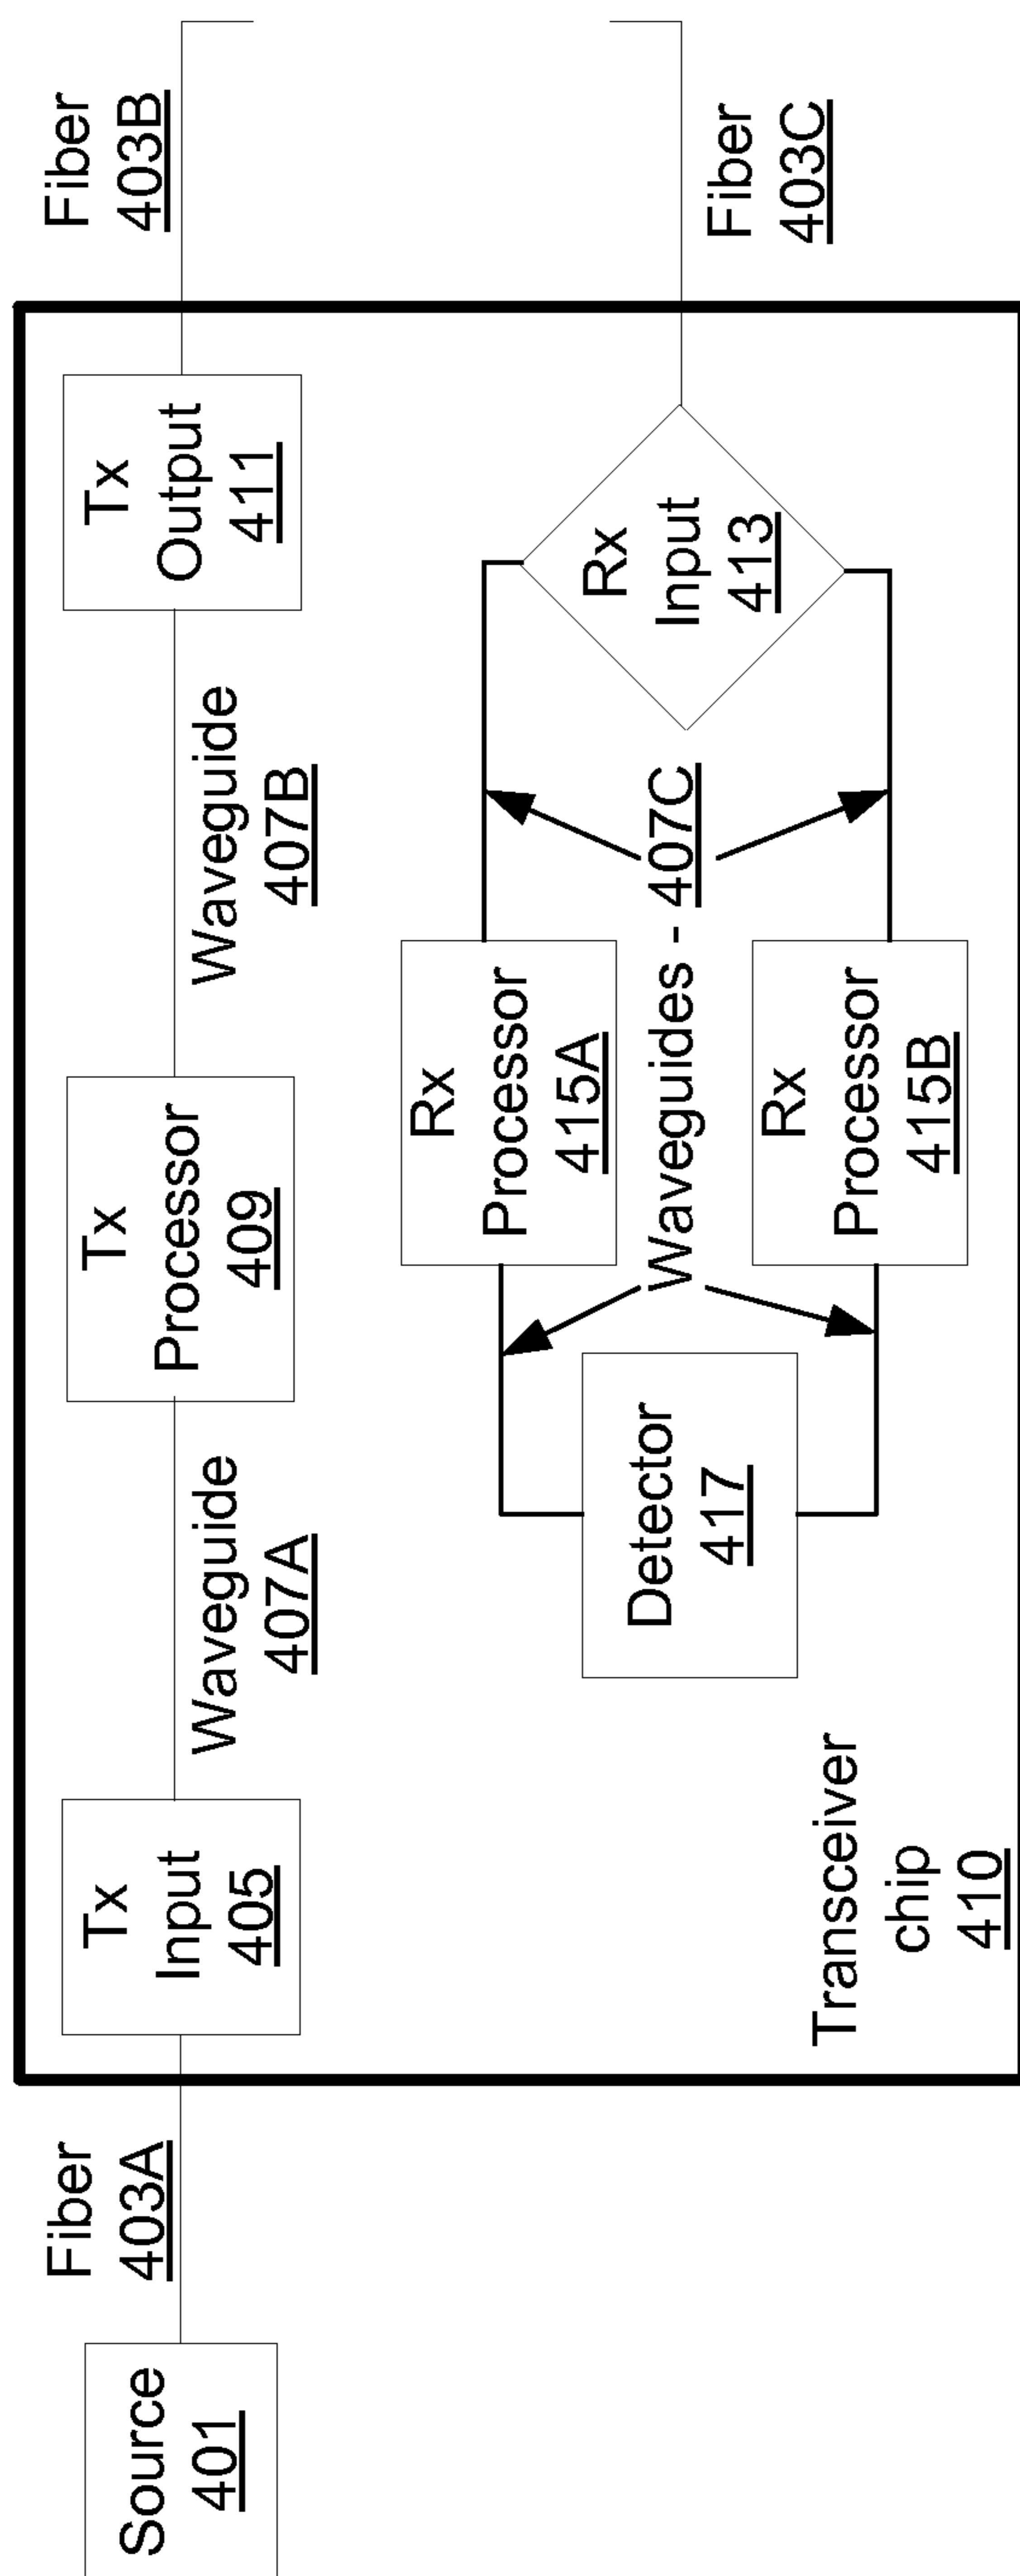 Source
401
Fiber
403A
Tx
Input
405
Waveguide
407A
Tx
Processor
409
Waveguide
407B
Tx
Output
411
Fiber
403B
Detector
417
Rx
Processor
415A
Waveguides - 407C
Rx
Processor
415B
Rx
Input
413
Fiber
403C
Transceiver
chip
410